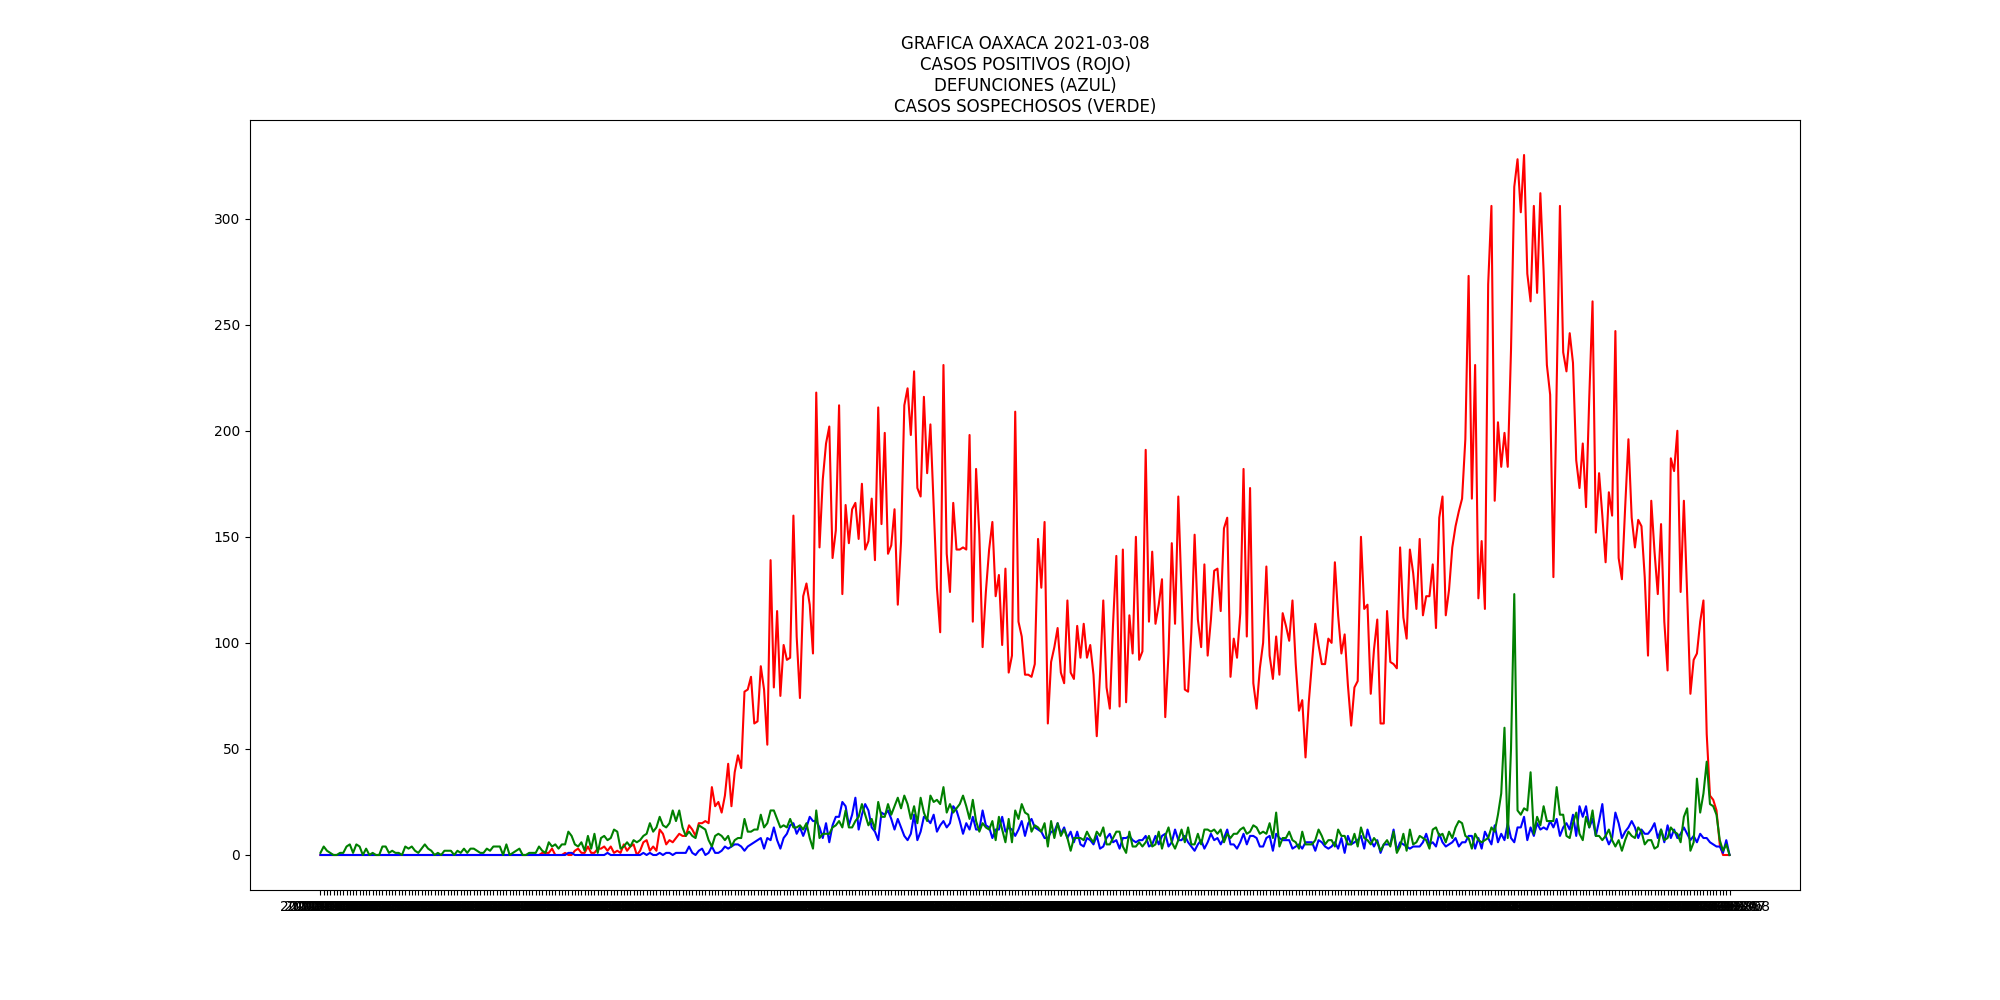 GRAFICA OAXACA 2021-03-08
CASOS POSITIVOS (ROJO)
DEFUNCIONES (AZUL)
CASOS SOSPECHOSOS (VERDE)
300
250
200
150
100
50
0